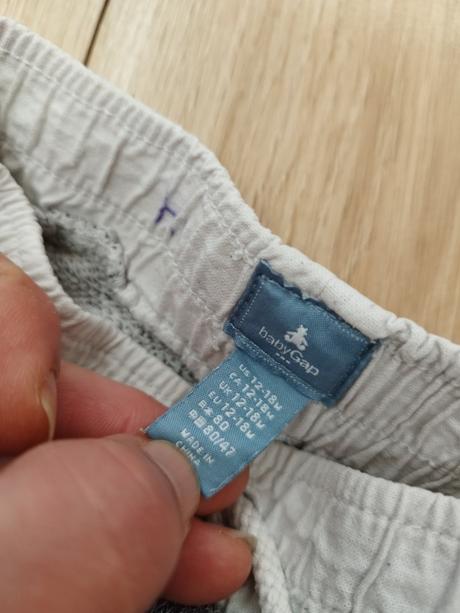 babyGap
US 12-18M
CA 12-18M
UK 12-18M
EU 12-18M
日本 80
中国 80/47
MADE IN
CHINA